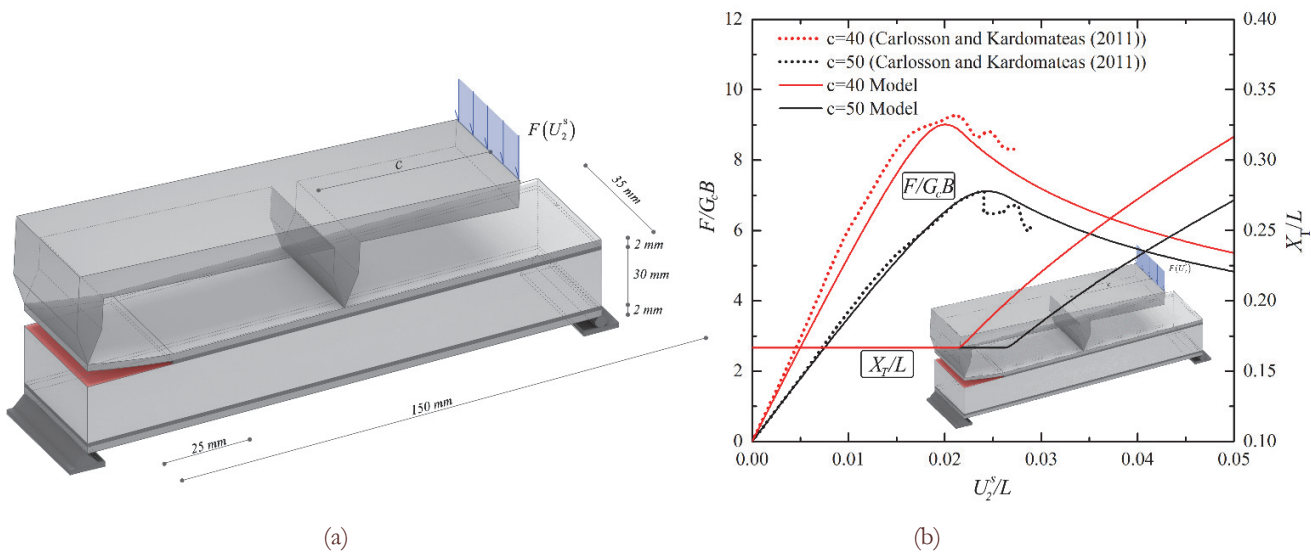 F(U₂ˢ)
c
35 mm
2 mm
30 mm
2 mm
150 mm
25 mm
(a)
12
10
8
6
4
2
0
F/G_cB
c=40 (Carlosson and Kardomateas (2011))
c=50 (Carlosson and Kardomateas (2011))
c=40 Model
c=50 Model
F/G_cB
X_T/L
0.40
0.35
0.30
0.25
0.20
0.15
0.10
X_T/L
0.00
0.01
0.02
0.03
0.04
0.05
U₂ˢ/L
(b)